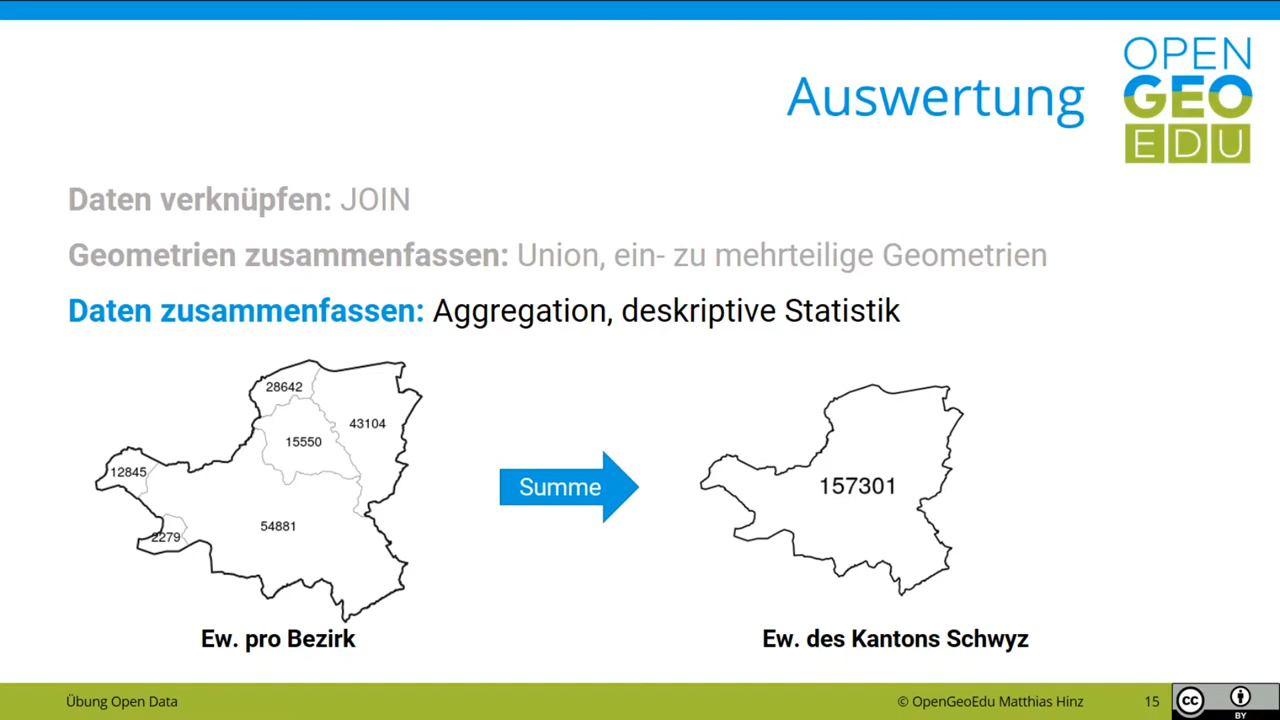 OPEN
GEO
EDU
Auswertung
Daten verknüpfen: JOIN
Geometrien zusammenfassen: Union, ein- zu mehrteilige Geometrien
Daten zusammenfassen: Aggregation, deskriptive Statistik
28642
43104
15550
12845
54881
2279
Summe
157301
Ew. pro Bezirk
Ew. des Kantons Schwyz
Übung Open Data
© OpenGeoEdu Matthias Hinz
15
cc
BY